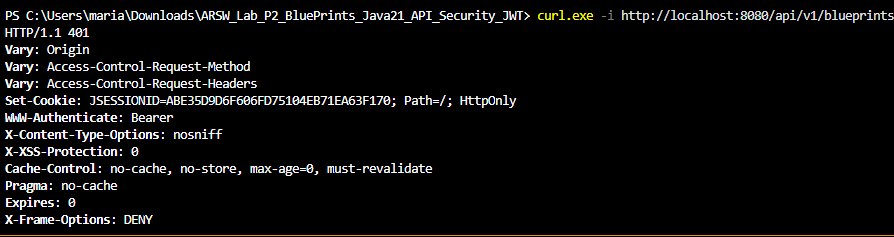 PS C:\Users\maria\Downloads\ARSW_Lab_P2_BluePrints_Java21_API_Security_JWT> curl.exe -i http://localhost:8080/api/v1/blueprints
HTTP/1.1 401
Vary: Origin
Vary: Access-Control-Request-Method
Vary: Access-Control-Request-Headers
Set-Cookie: JSESSIONID=ABE35D9D6F606FD75104EB71EA63F170; Path=/; HttpOnly
WWW-Authenticate: Bearer
X-Content-Type-Options: nosniff
X-XSS-Protection: 0
Cache-Control: no-cache, no-store, max-age=0, must-revalidate
Pragma: no-cache
Expires: 0
X-Frame-Options: DENY